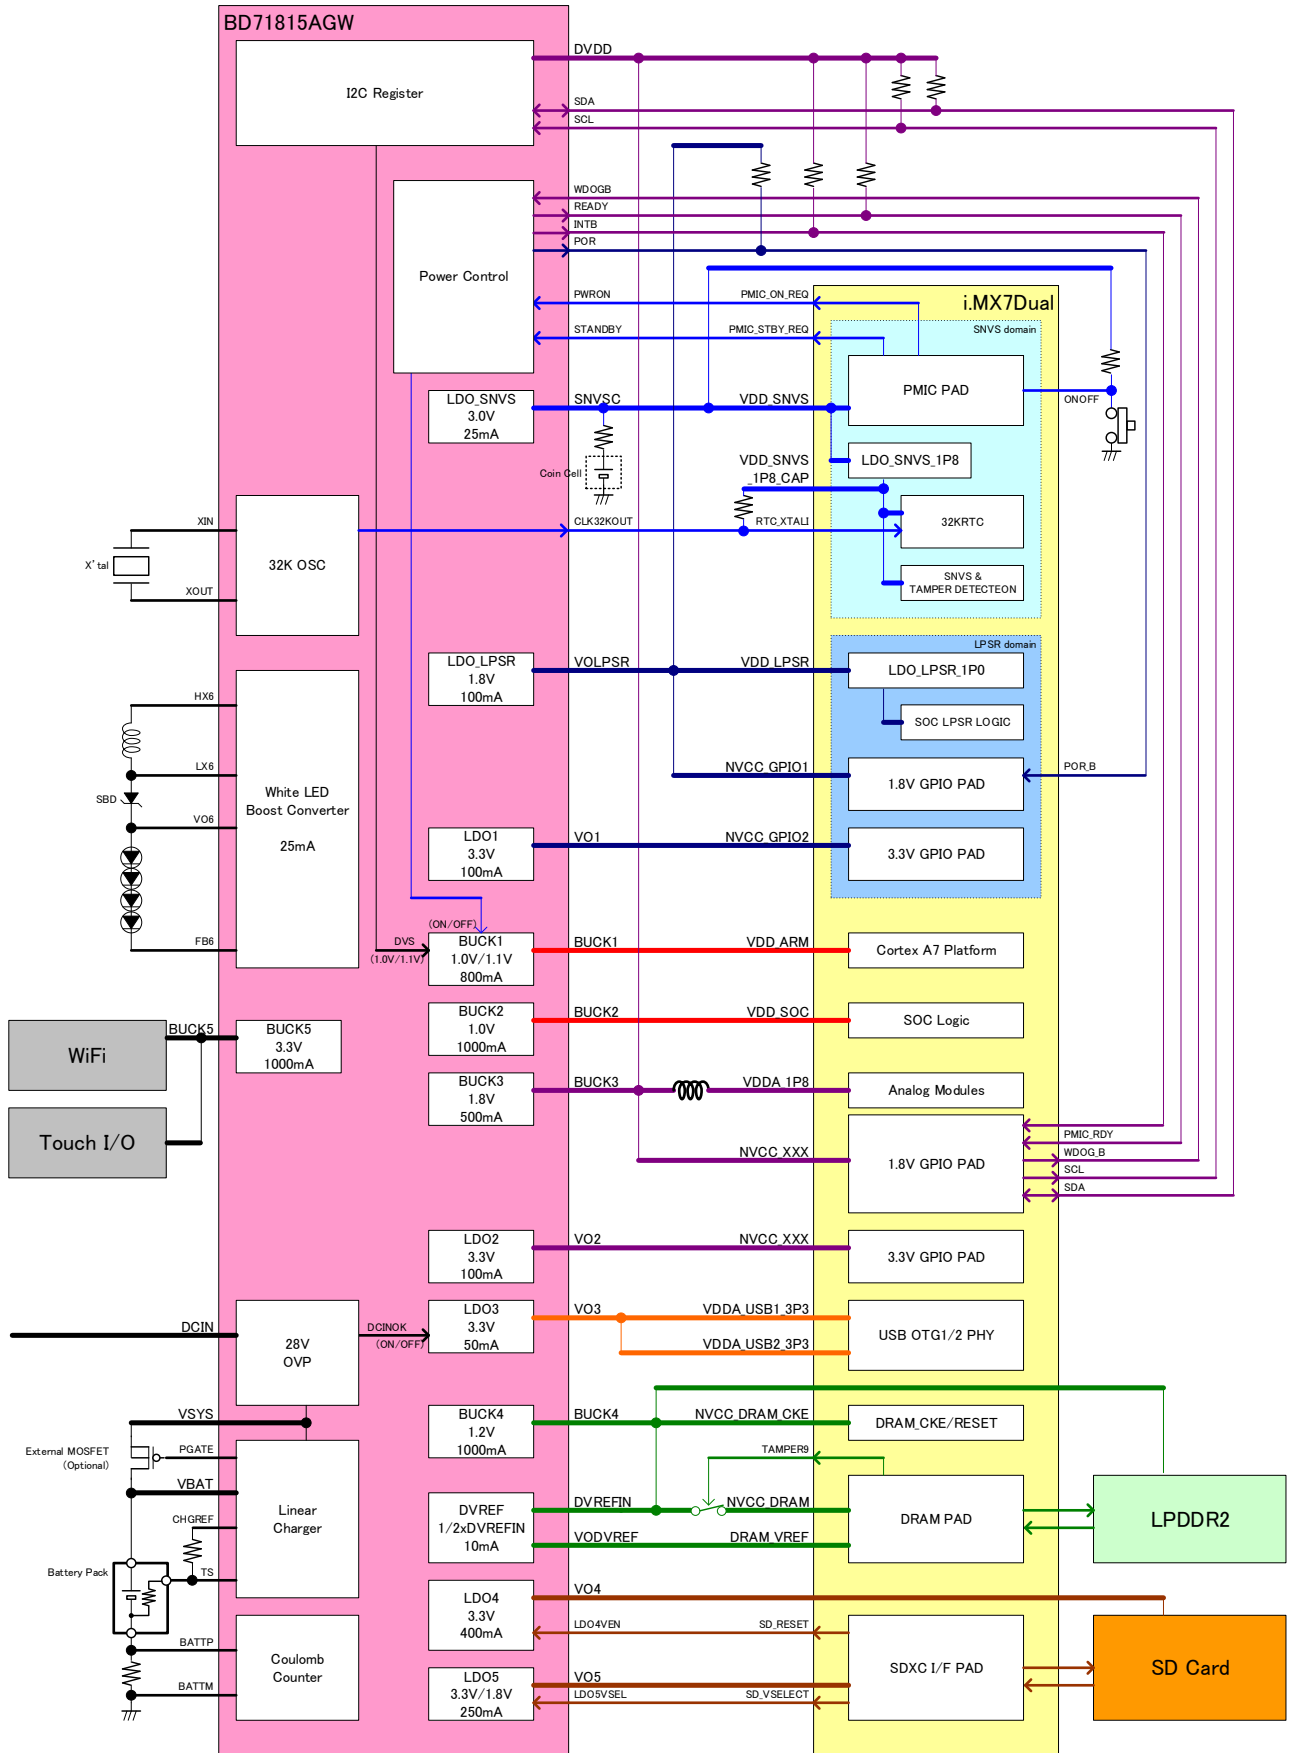 BD71815AGW
DVDD
I2C Register
SDA
SCL
WDOGB
READY
INTB
POR
Power Control
i.MX7Dual
PWRON
PMIC_ON_REQ
SNVS domain
STANDBY
PMIC_STBY_REQ
PMIC PAD
ONOFF
LDO_SNVS
3.0V
25mA
SNVSC
VDD_SNVS
Coin Cell
VDD_SNVS
_1P8_CAP
LDO_SNVS_1P8
XIN
X'tal
XOUT
32K OSC
CLK32KOUT
RTC_XTALI
32KRTC
SNVS &
TAMPER DETECTEON
LPSR domain
LDO_LPSR
1.8V
100mA
VOLPSR
VDD_LPSR
LDO_LPSR_1P0
SOC LPSR LOGIC
HX6
LX6
SBD
VO6
FB6
White LED
Boost Converter
25mA
NVCC_GPIO1
1.8V GPIO PAD
POR_B
LDO1
3.3V
100mA
VO1
NVCC_GPIO2
3.3V GPIO PAD
(ON/OFF)
DVS
(1.0V/1.1V)
BUCK1
1.0V/1.1V
800mA
BUCK1
VDD_ARM
Cortex A7 Platform
WiFi
BUCK5
BUCK5
3.3V
1000mA
BUCK2
1.0V
1000mA
BUCK2
VDD_SOC
SOC Logic
BUCK3
1.8V
500mA
BUCK3
VDDA_1P8
Analog Modules
Touch I/O
NVCC_XXX
1.8V GPIO PAD
PMIC_RDY
WDOG_B
SCL
SDA
LDO2
3.3V
100mA
VO2
NVCC_XXX
3.3V GPIO PAD
DCIN
28V
OVP
DCINOK
(ON/OFF)
LDO3
3.3V
50mA
VO3
VDDA_USB1_3P3
VDDA_USB2_3P3
USB OTG1/2 PHY
VSYS
External MOSFET
(Optional)
PGATE
VBAT
CHGREF
Battery Pack
TS
Linear
Charger
BUCK4
1.2V
1000mA
BUCK4
NVCC_DRAM_CKE
DRAM_CKE/RESET
TAMPER9
DVREF
1/2xDVREFIN
10mA
DVREFIN
NVCC_DRAM
VODVREF
DRAM_VREF
DRAM PAD
LPDDR2
BATTP
BATTM
Coulomb
Counter
LDO4
3.3V
400mA
VO4
LDO4VEN
SD_RESET
SDXC I/F PAD
SD Card
LDO5
3.3V/1.8V
250mA
VO5
LDO5VSEL
SD_VSELECT